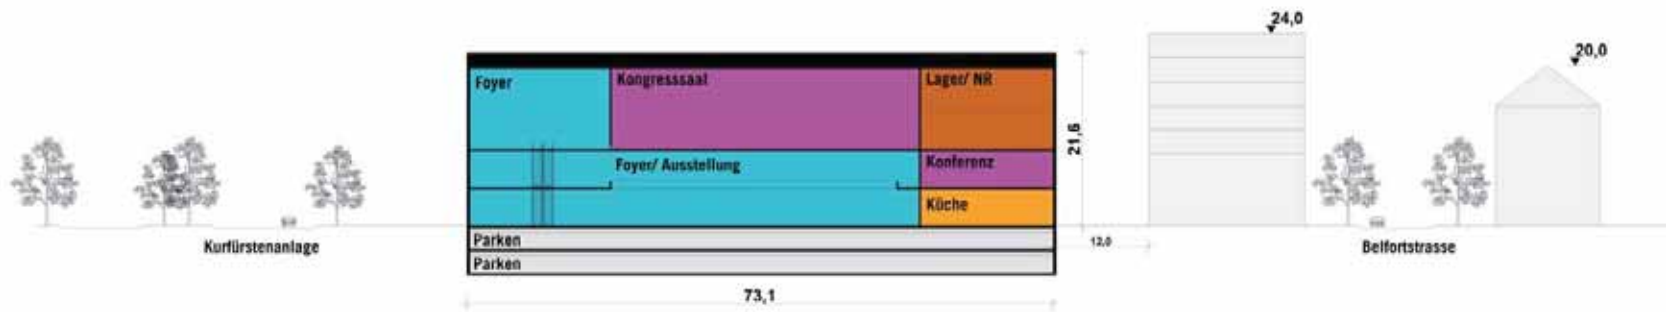 24,0
20,0
Foyer
Kongresssaal
Lager/ NR
21,6
Foyer/ Ausstellung
Konferenz
Küche
Kurfürstenanlage
Parken
12,0
Belfortstrasse
Parken
73,1